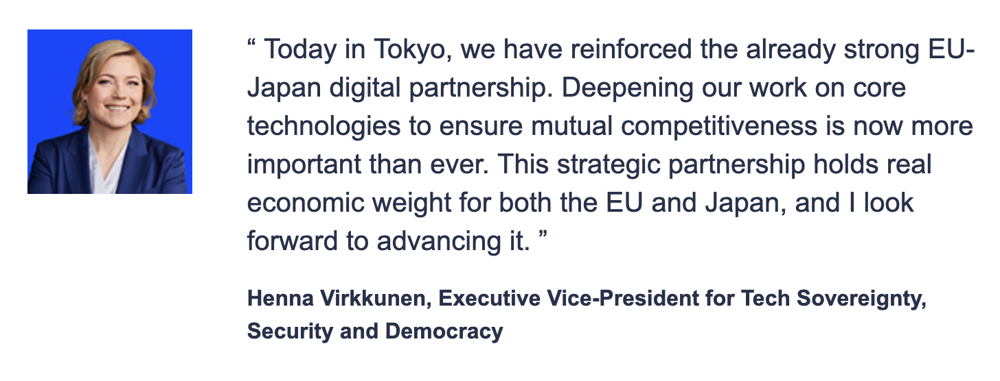 “ Today in Tokyo, we have reinforced the already strong EU-
Japan digital partnership. Deepening our work on core
technologies to ensure mutual competitiveness is now more
important than ever. This strategic partnership holds real
economic weight for both the EU and Japan, and I look
forward to advancing it. ”
Henna Virkkunen, Executive Vice-President for Tech Sovereignty,
Security and Democracy